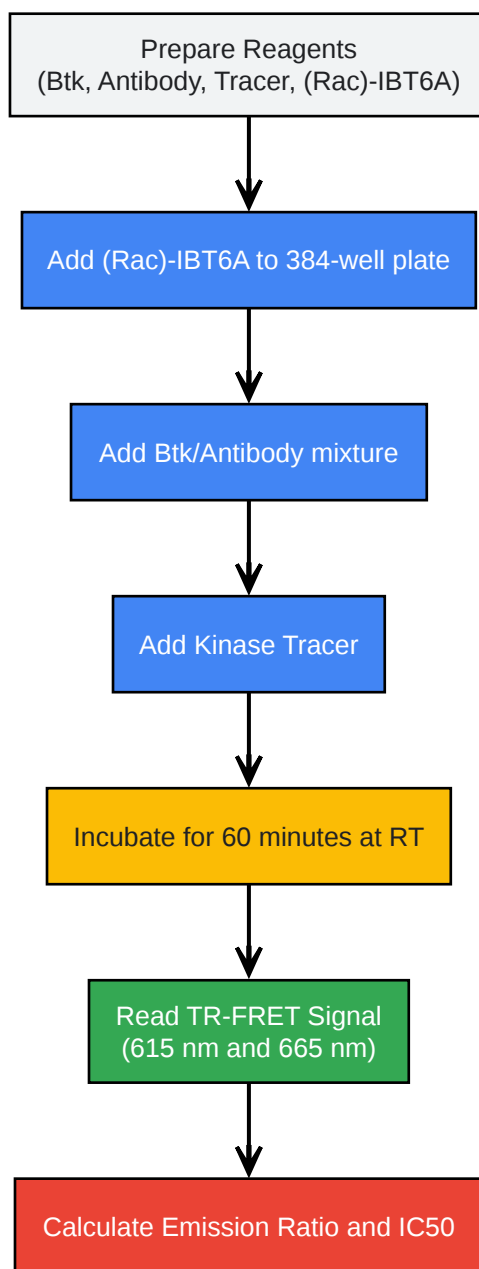 Prepare Reagents
(Btk, Antibody, Tracer, (Rac)-IBT6A)
Add (Rac)-IBT6A to 384-well plate
Add Btk/Antibody mixture
Add Kinase Tracer
Incubate for 60 minutes at RT
Read TR-FRET Signal
(615 nm and 665 nm)
Calculate Emission Ratio and IC50